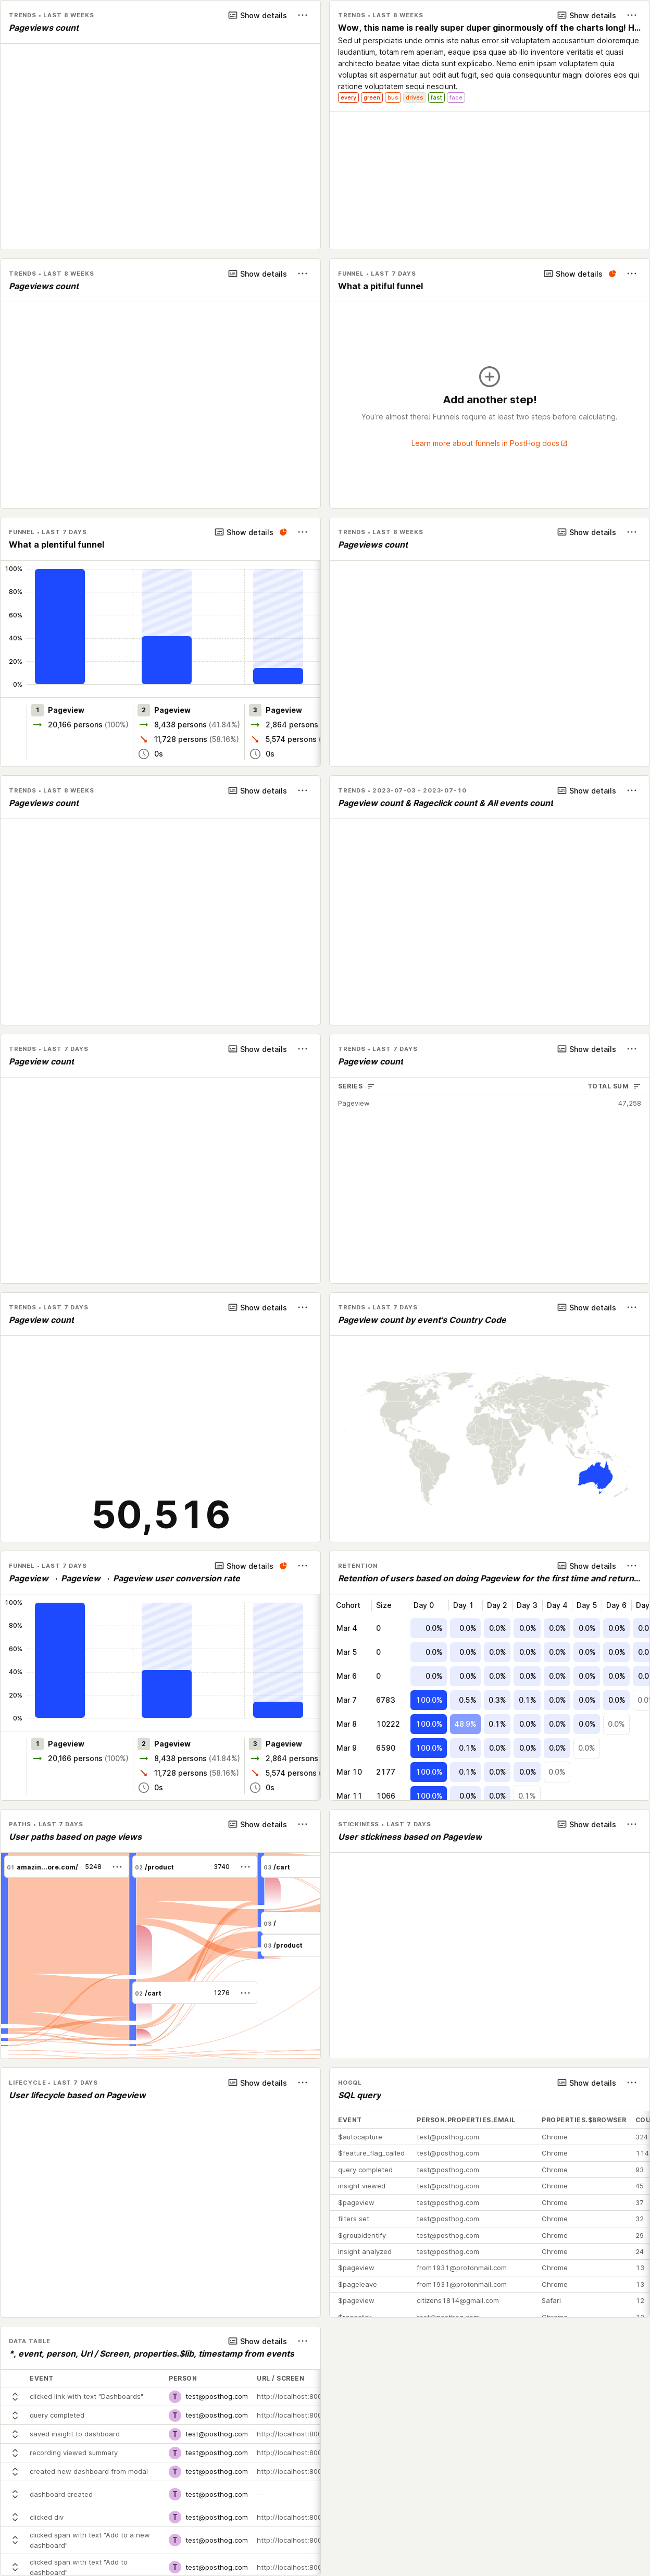 TRENDS • LAST 8 WEEKS
Show details
Pageviews count
TRENDS • LAST 8 WEEKS
Show details
Wow, this name is really super duper ginormously off the charts long! H...
Sed ut perspiciatis unde omnis iste natus error sit voluptatem accusantium doloremque
laudantium, totam rem aperiam, eaque ipsa quae ab illo inventore veritatis et quasi
architecto beatae vitae dicta sunt explicabo. Nemo enim ipsam voluptatem quia
voluptas sit aspernatur aut odit aut fugit, sed quia consequuntur magni dolores eos qui
ratione voluptatem sequi nesciunt.
every green bus drives fast face
TRENDS • LAST 8 WEEKS
Show details
Pageviews count
FUNNEL • LAST 7 DAYS
Show details
What a pitiful funnel
Add another step!
You're almost there! Funnels require at least two steps before calculating.
Learn more about funnels in PostHog docs
FUNNEL • LAST 7 DAYS
Show details
What a plentiful funnel
100%
80%
60%
40%
20%
0%
1 Pageview
20,166 persons (100%)
2 Pageview
8,438 persons (41.84%)
11,728 persons (58.16%)
0s
3 Pageview
2,864 persons
5,574 persons (
0s
TRENDS • LAST 8 WEEKS
Show details
Pageviews count
TRENDS • LAST 8 WEEKS
Show details
Pageviews count
TRENDS • 2023-07-03 - 2023-07-10
Show details
Pageview count & Rageclick count & All events count
TRENDS • LAST 7 DAYS
Show details
Pageview count
TRENDS • LAST 7 DAYS
Show details
Pageview count
SERIES TOTAL SUM
Pageview 47,258
TRENDS • LAST 7 DAYS
Show details
Pageview count
50,516
TRENDS • LAST 7 DAYS
Show details
Pageview count by event's Country Code
FUNNEL • LAST 7 DAYS
Show details
Pageview → Pageview → Pageview user conversion rate
100%
80%
60%
40%
20%
0%
1 Pageview
20,166 persons (100%)
2 Pageview
8,438 persons (41.84%)
11,728 persons (58.16%)
0s
3 Pageview
2,864 persons
5,574 persons (
0s
RETENTION
Show details
Retention of users based on doing Pageview for the first time and return...
Cohort Size Day 0 Day 1 Day 2 Day 3 Day 4 Day 5 Day 6 Day
Mar 4 0 0.0% 0.0% 0.0% 0.0% 0.0% 0.0% 0.0% 0.0
Mar 5 0 0.0% 0.0% 0.0% 0.0% 0.0% 0.0% 0.0% 0.0
Mar 6 0 0.0% 0.0% 0.0% 0.0% 0.0% 0.0% 0.0% 0.0
Mar 7 6783 100.0% 0.5% 0.3% 0.1% 0.0% 0.0% 0.0% 0.0
Mar 8 10222 100.0% 48.9% 0.1% 0.0% 0.0% 0.0% 0.0%
Mar 9 6590 100.0% 0.1% 0.0% 0.0% 0.0% 0.0%
Mar 10 2177 100.0% 0.1% 0.0% 0.0% 0.0%
Mar 11 1066 100.0% 0.0% 0.0% 0.1%
PATHS • LAST 7 DAYS
Show details
User paths based on page views
01 amazin...ore.com/ 5248
02 /product 3740
03 /cart
03 /
03 /product
02 /cart 1276
STICKINESS • LAST 7 DAYS
Show details
User stickiness based on Pageview
LIFECYCLE • LAST 7 DAYS
Show details
User lifecycle based on Pageview
HOGQL
Show details
SQL query
EVENT PERSON.PROPERTIES.EMAIL PROPERTIES.$BROWSER COU
$autocapture test@posthog.com Chrome 324
$feature_flag_called test@posthog.com Chrome 114
query completed test@posthog.com Chrome 93
insight viewed test@posthog.com Chrome 45
$pageview test@posthog.com Chrome 37
filters set test@posthog.com Chrome 32
$groupidentify test@posthog.com Chrome 29
insight analyzed test@posthog.com Chrome 24
$pageview from1931@protonmail.com Chrome 13
$pageleave from1931@protonmail.com Chrome 13
$pageview citizens1814@gmail.com Safari 12
DATA TABLE
Show details
*, event, person, Url / Screen, properties.$lib, timestamp from events
EVENT PERSON URL / SCREEN
clicked link with text "Dashboards" T test@posthog.com http://localhost:800
query completed T test@posthog.com http://localhost:800
saved insight to dashboard T test@posthog.com http://localhost:800
recording viewed summary T test@posthog.com http://localhost:800
created new dashboard from modal T test@posthog.com http://localhost:800
dashboard created T test@posthog.com —
clicked div T test@posthog.com http://localhost:800
clicked span with text "Add to a new
dashboard" T test@posthog.com http://localhost:800
clicked span with text "Add to
dashboard" T test@posthog.com http://localhost:800